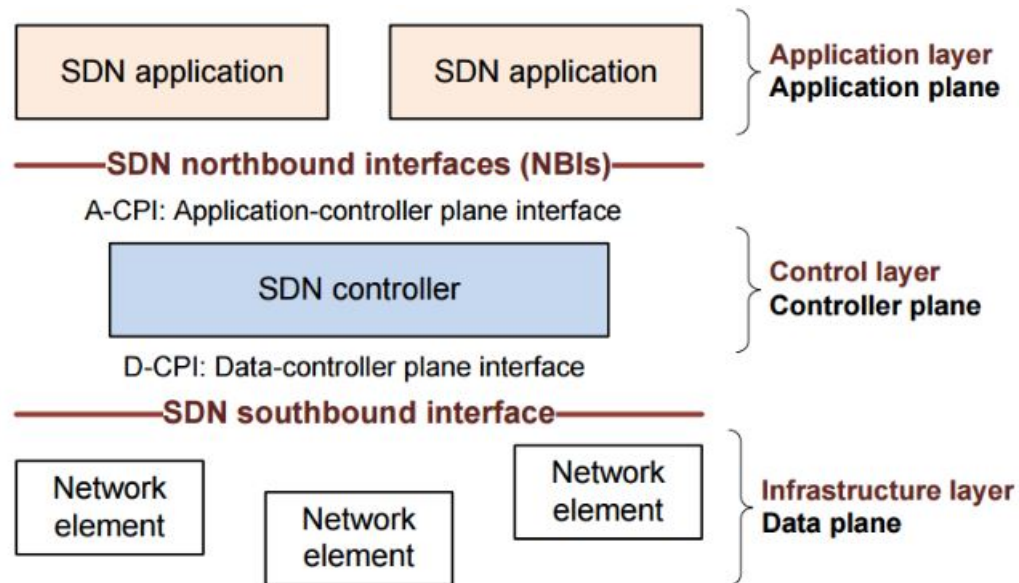 SDN application
SDN application
Application layer
Application plane
SDN northbound interfaces (NBIs)
A-CPI: Application-controller plane interface
SDN controller
Control layer
Controller plane
D-CPI: Data-controller plane interface
SDN southbound interface
Network
element
Network
element
Network
element
Infrastructure layer
Data plane